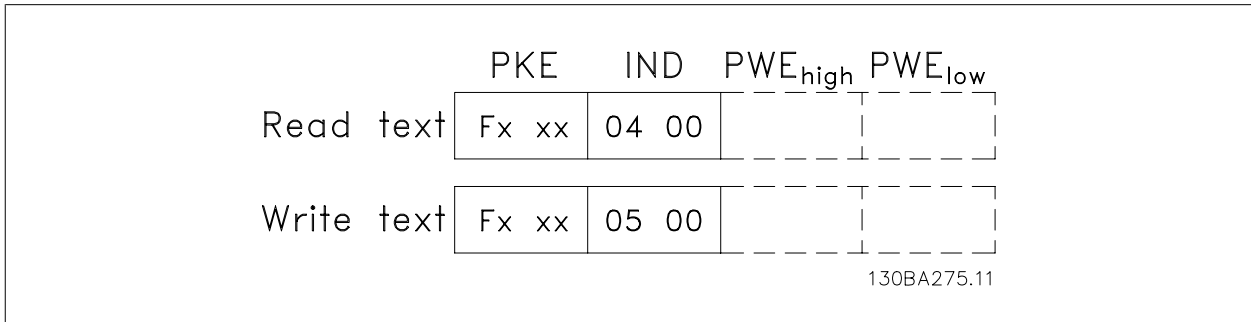 PKE IND PWEhigh PWElow
Read text Fx xx 04 00
Write text Fx xx 05 00
130BA275.11